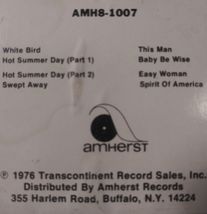 AMH8-1007
White Bird
Hot Summer Day (Part 1)
Hot Summer Day (Part 2)
Swept Away
This Man
Baby Be Wise
Easy Woman
Spirit Of America
AMHERST
℗ 1976 Transcontinent Record Sales, Inc.
Distributed By Amherst Records
355 Harlem Road, Buffalo, N.Y. 14224